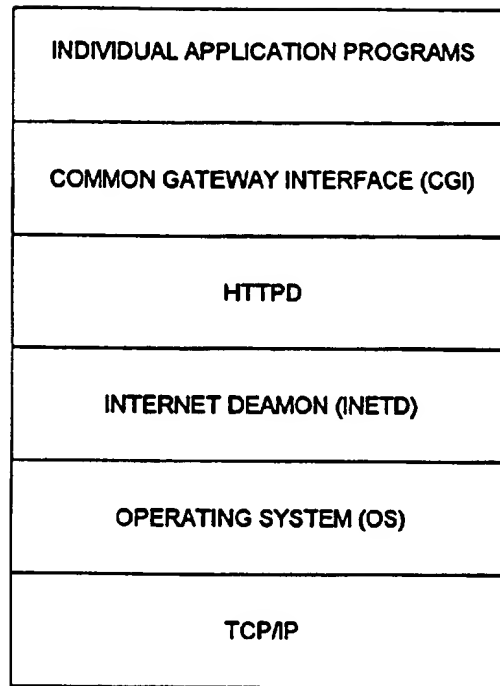 INDIVIDUAL APPLICATION PROGRAMS
COMMON GATEWAY INTERFACE (CGI)
HTTPD
INTERNET DEAMON (INETD)
OPERATING SYSTEM (OS)
TCP/IP